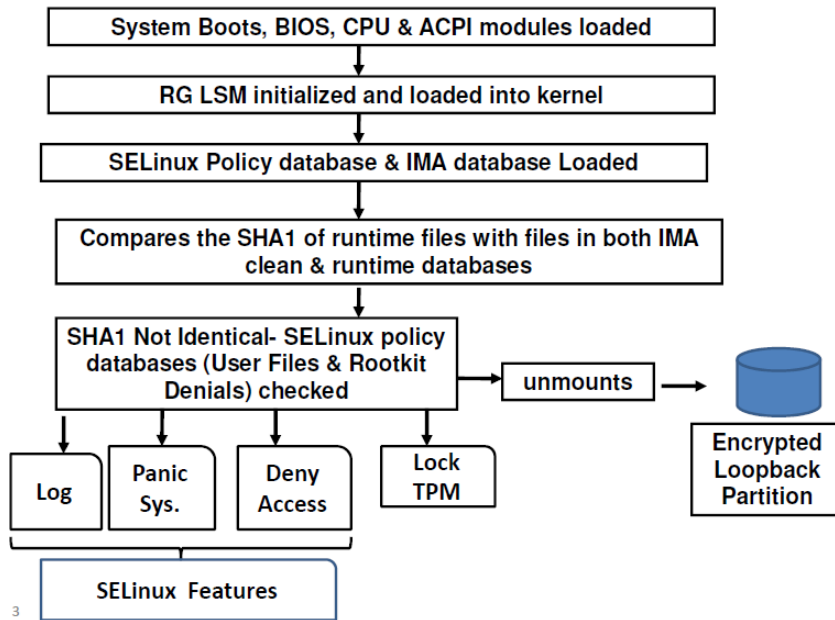 System Boots, BIOS, CPU & ACPI modules loaded
RG LSM initialized and loaded into kernel
SELinux Policy database & IMA database Loaded
Compares the SHA1 of runtime files with files in both IMA
clean & runtime databases
SHA1 Not Identical- SELinux policy
databases (User Files & Rootkit
Denials) checked
unmounts
Encrypted
Loopback
Partition
Log
Panic
Sys.
Deny
Access
Lock
TPM
SELinux Features
3